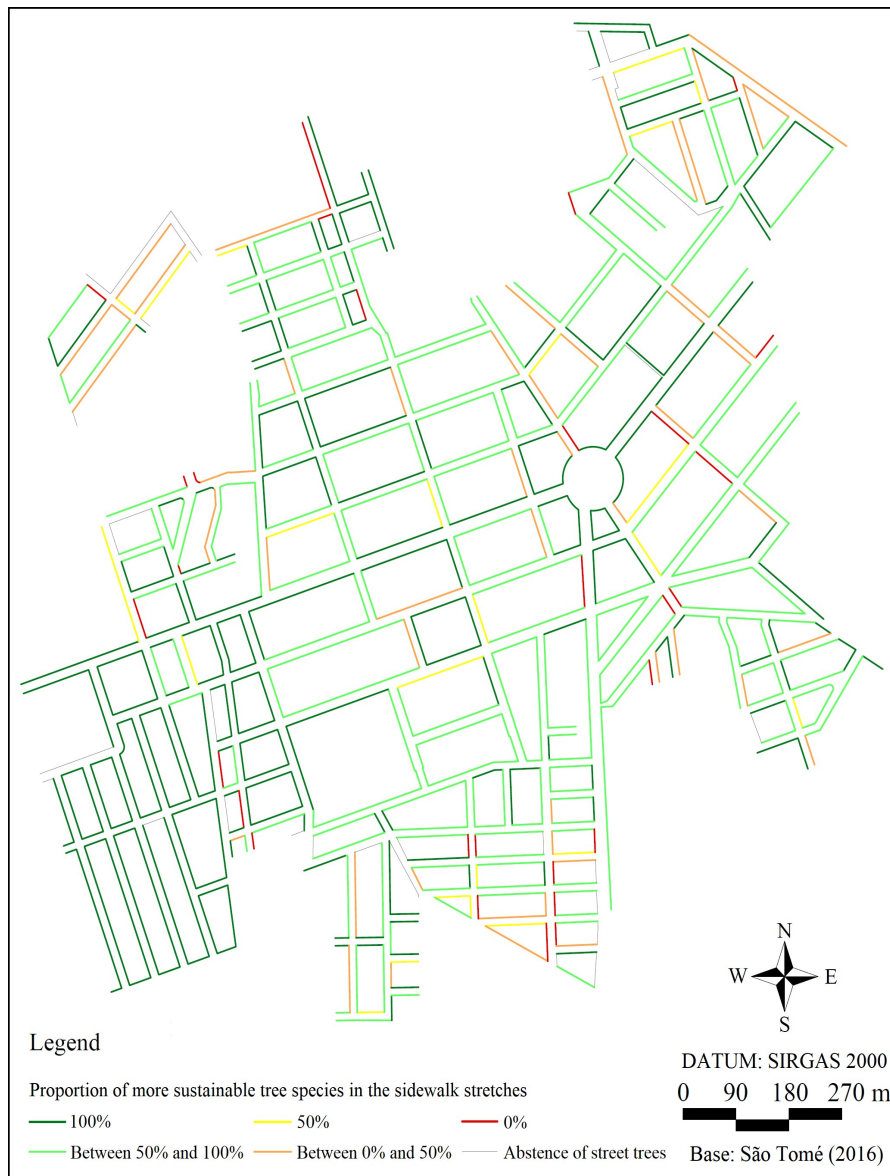 N
W E
S
Legend
DATUM: SIRGAS 2000
Proportion of more sustainable tree species in the sidewalk stretches
0 90 180 270 m
100% 50% 0%
Between 50% and 100% Between 0% and 50% Abstence of street trees
Base: São Tomé (2016)